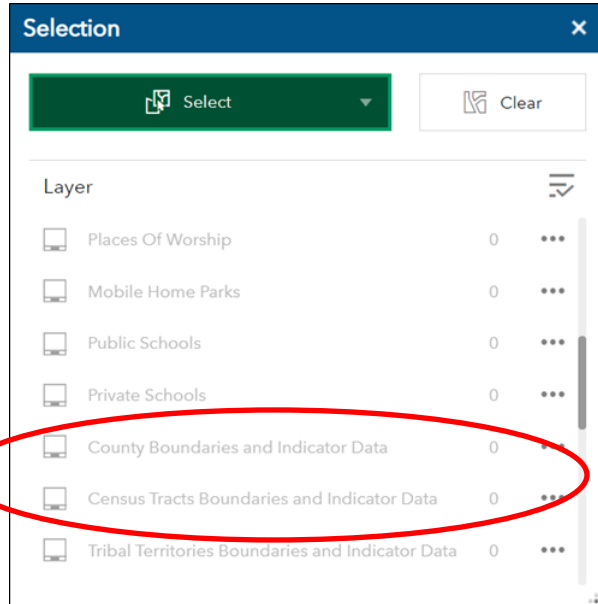 Selection
Select Clear
Layer
Places Of Worship 0
Mobile Home Parks 0
Public Schools 0
Private Schools 0
County Boundaries and Indicator Data 0
Census Tracts Boundaries and Indicator Data 0
Tribal Territories Boundaries and Indicator Data 0